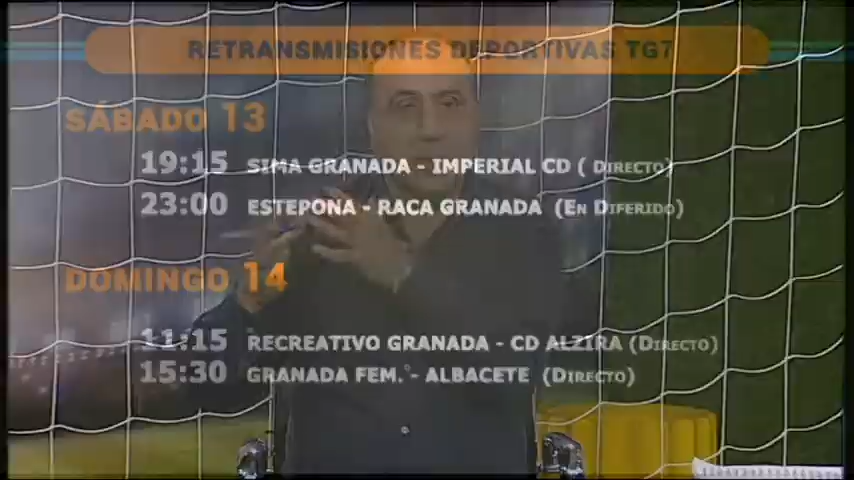 RETRANSMISIONES DEPORTIVAS TG7
SÁBADO 13
19:15 SIMA GRANADA - IMPERIAL CD ( DIRECTO)
23:00 ESTEPONA - RACA GRANADA (EN DIFERIDO)
DOMINGO 14
11:15 RECREATIVO GRANADA - CD ALZIRA (DIRECTO)
15:30 GRANADA FEM. - ALBACETE (DIRECTO)